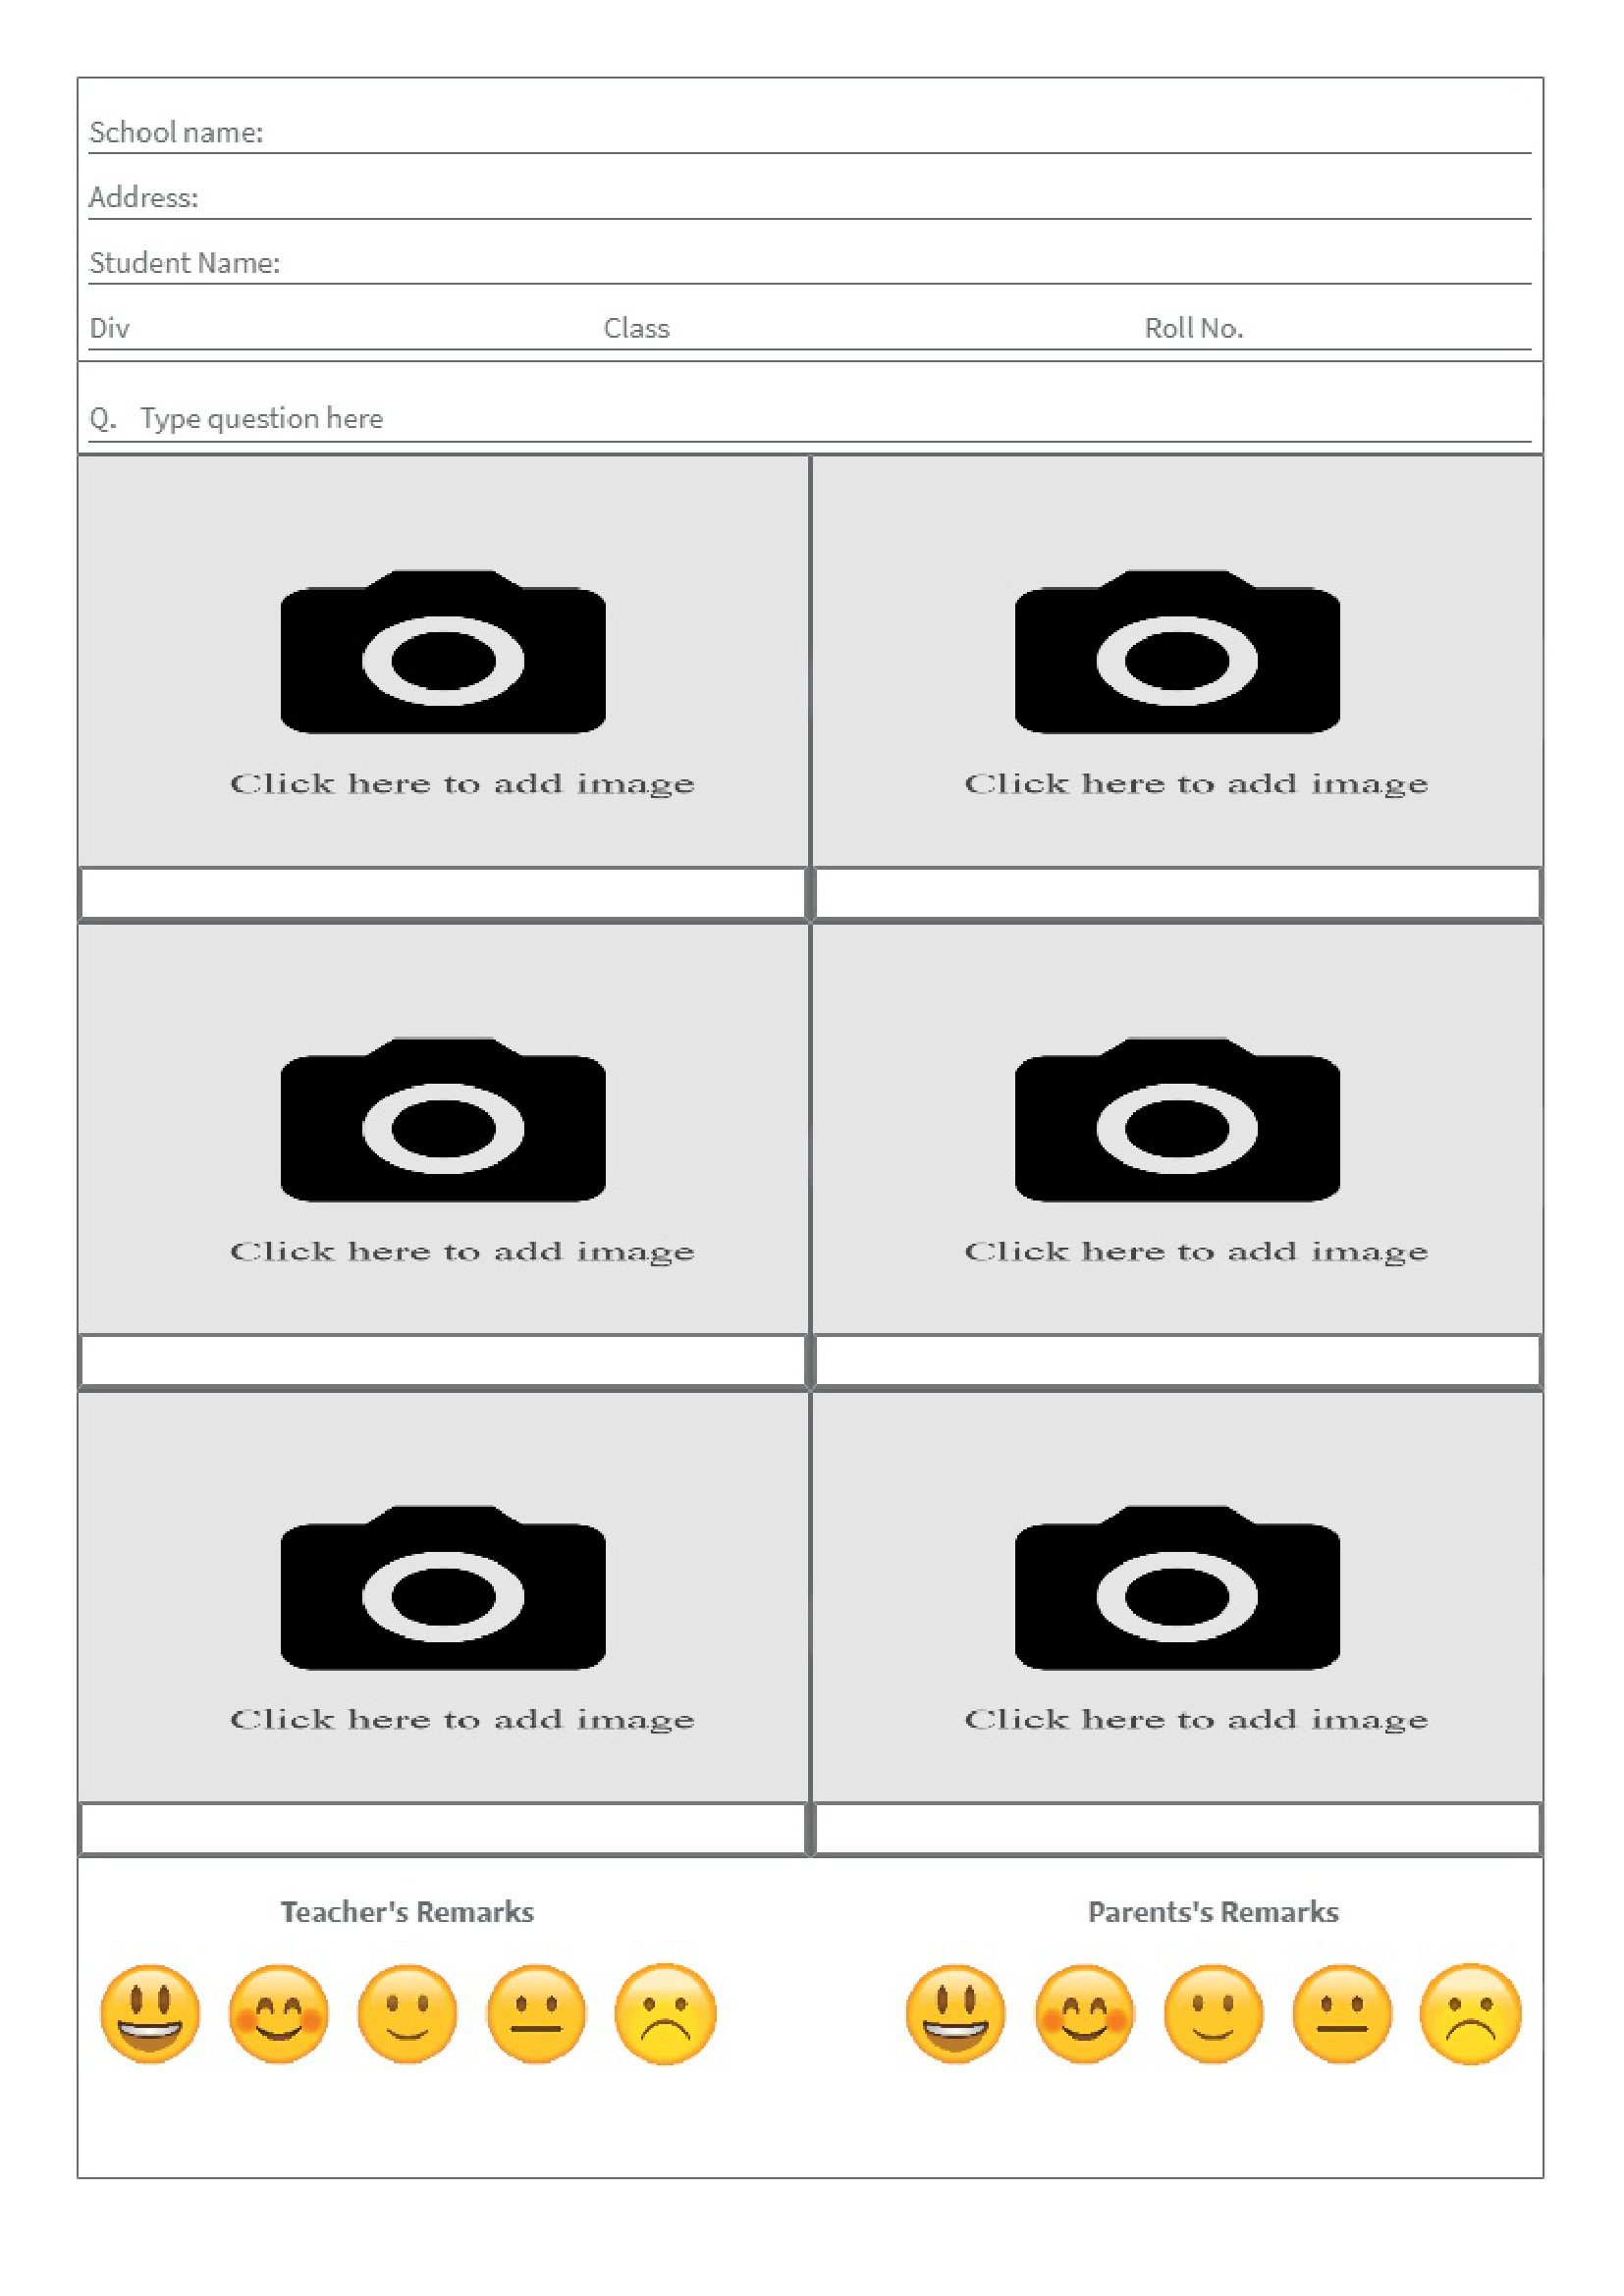 School name:
Address:
Student Name:
Div Class Roll No.
Q. Type question here
Click here to add image Click here to add image
Click here to add image Click here to add image
Click here to add image Click here to add image
Teacher's Remarks Parents's Remarks